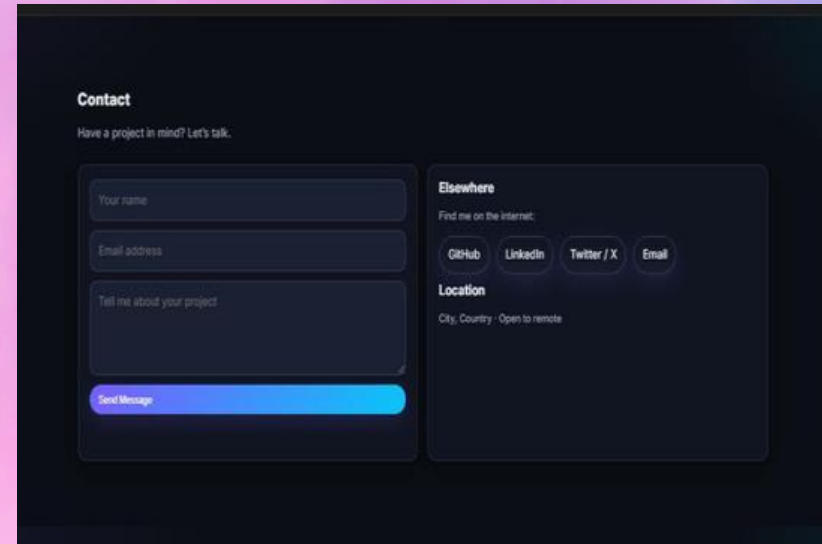 Contact
Have a project in mind? Let's talk.
Your name
Email address
Tell me about your project
Send Message
Elsewhere
Find me on the internet:
GitHub LinkedIn Twitter / X Email
Location
City, Country · Open to remote